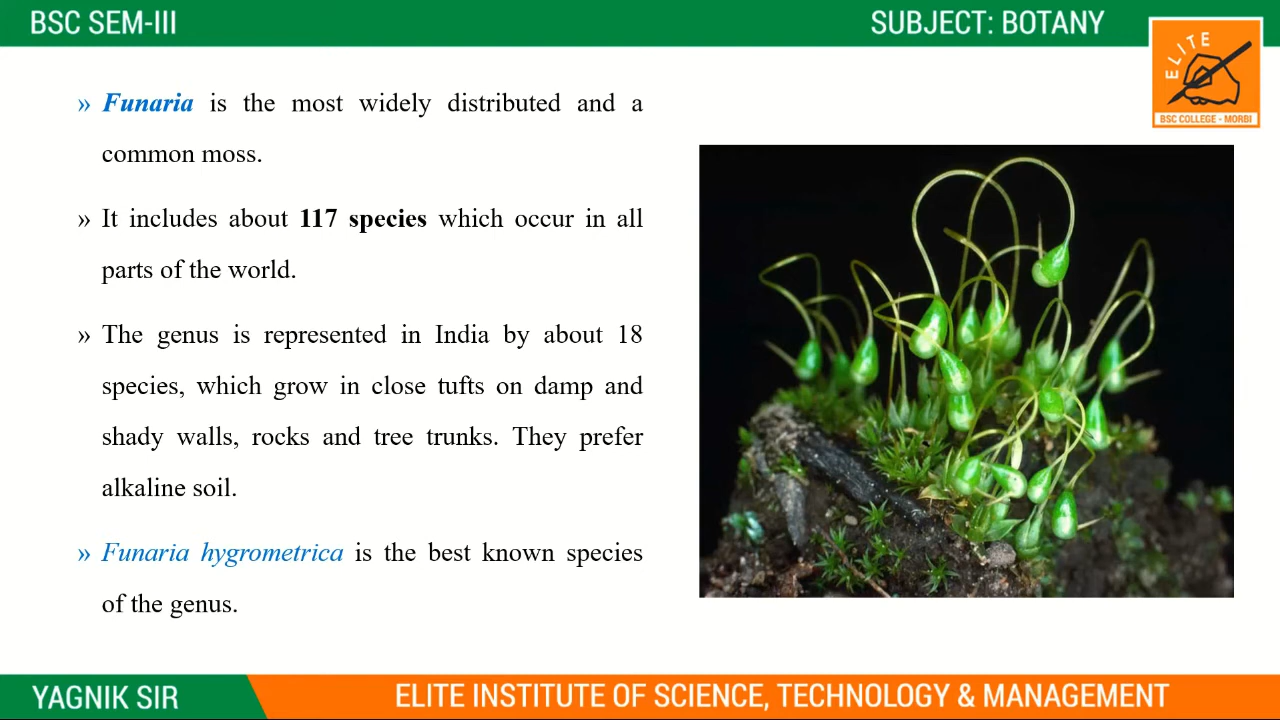 BSC SEM-III
SUBJECT: BOTANY
ELITE
BSC COLLEGE - MORBI
» Funaria is the most widely distributed and a
common moss.
» It includes about 117 species which occur in all
parts of the world.
» The genus is represented in India by about 18
species, which grow in close tufts on damp and
shady walls, rocks and tree trunks. They prefer
alkaline soil.
» Funaria hygrometrica is the best known species
of the genus.
YAGNIK SIR
ELITE INSTITUTE OF SCIENCE, TECHNOLOGY & MANAGEMENT